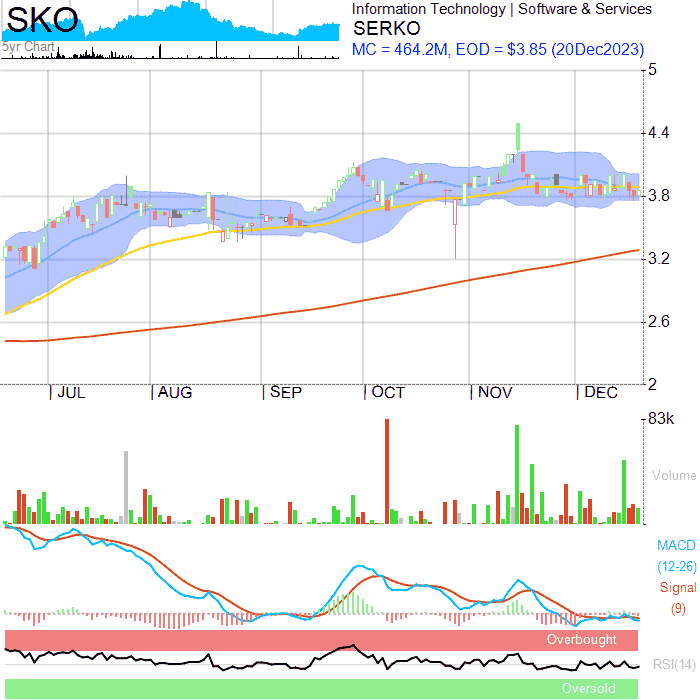 SKO
5yr Chart
Information Technology | Software & Services
SERKO
MC = 464.2M, EOD = $3.85 (20Dec2023)
5
4.4
3.8
3.2
2.6
2
JUL AUG SEP OCT NOV DEC
83k
Volume
MACD
(12-26)
Signal
(9)
Overbought
RSI(14)
Oversold